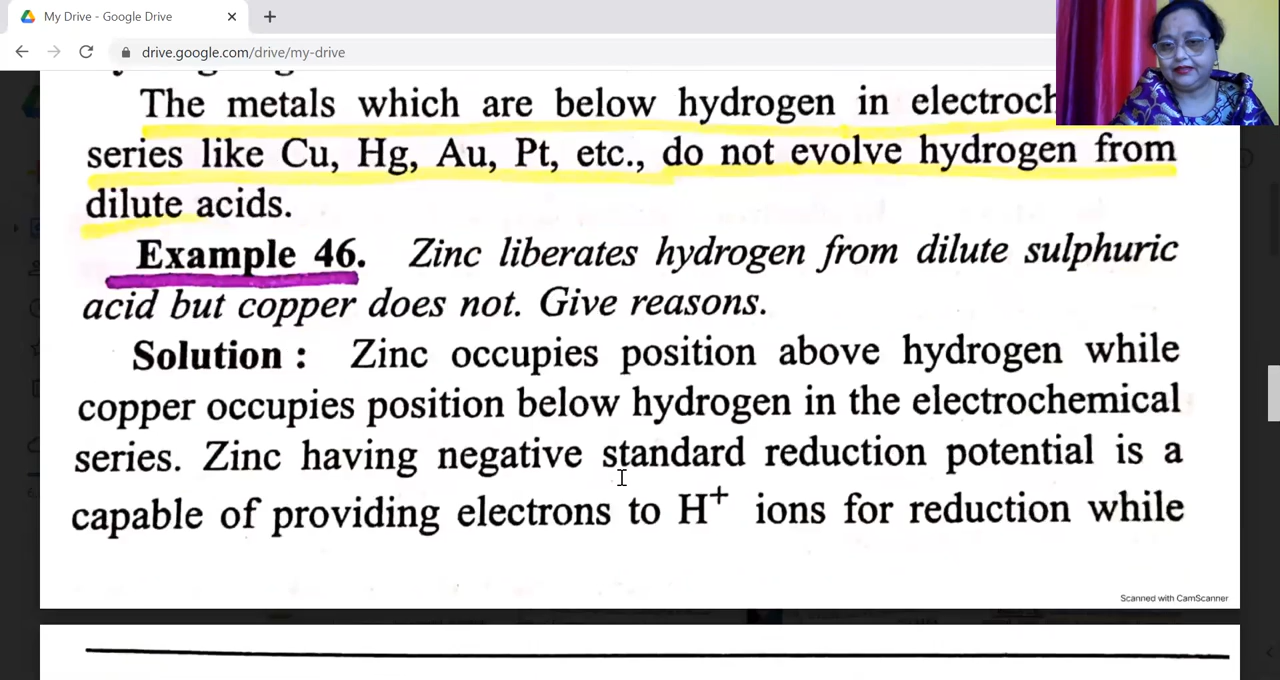 My Drive - Google Drive
drive.google.com/drive/my-drive
The metals which are below hydrogen in
series like Cu, Hg, Au, Pt, etc., do not evolve hydrogen from
dilute acids.
Example 46. Zinc liberates hydrogen from dilute sulphuric
acid but copper does not. Give reasons.
Solution : Zinc occupies position above hydrogen while
copper occupies position below hydrogen in the electrochemical
series. Zinc having negative standard reduction potential is a
capable of providing electrons to H⁺ ions for reduction while
Scanned with CamScanner